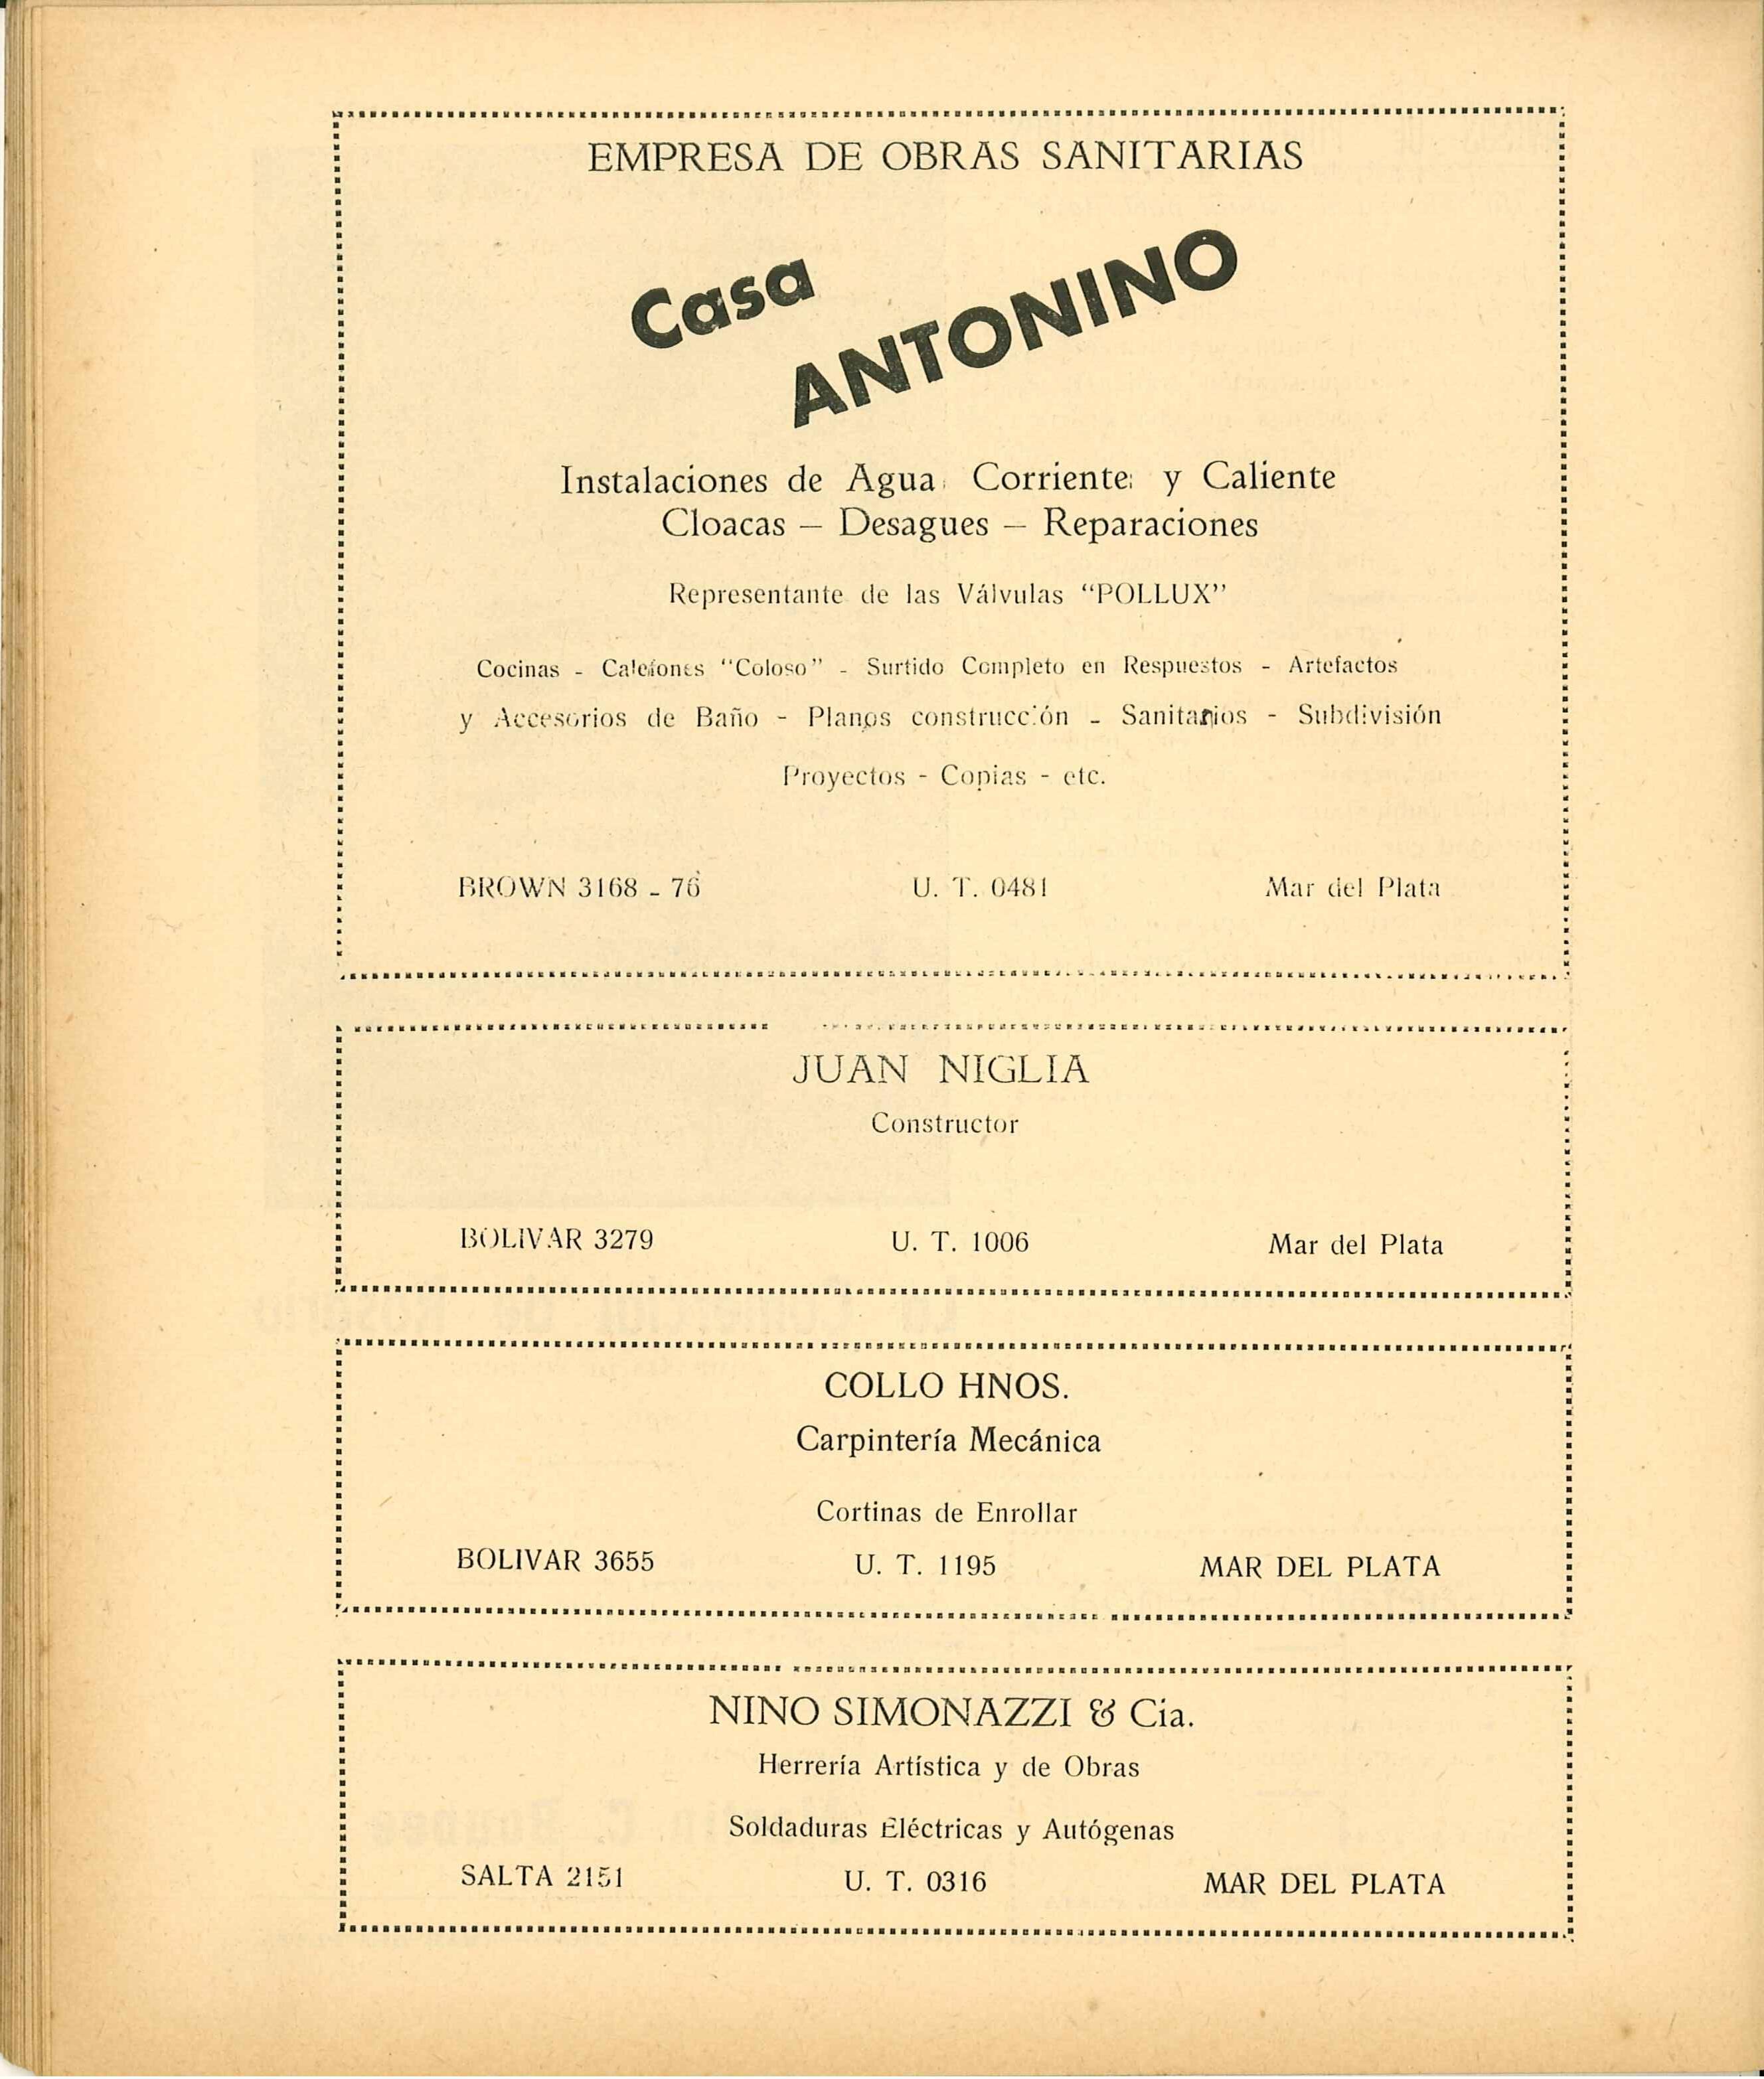 EMPRESA DE OBRAS SANITARIAS
Casa
ANTONINO
Instalaciones de Agua Corriente y Caliente
Cloacas — Desagues — Reparaciones
Representante de las Válvulas “POLLUX”
Cocinas - Calefones “Coloso” - Surtido Completo en Respuestos - Artefactos
y Accesorios de Baño - Planos construcción - Sanitarios - Subdivisión
Proyectos - Copias - etc.
BROWN 3168 - 76 U. T. 0481 Mar del Plata
JUAN NIGLIA
Constructor
BOLIVAR 3279 U. T. 1006 Mar del Plata
COLLO HNOS.
Carpintería Mecánica
Cortinas de Enrollar
BOLIVAR 3655 U. T. 1195 MAR DEL PLATA
NINO SIMONAZZI & Cia.
Herrería Artística y de Obras
Soldaduras Eléctricas y Autógenas
SALTA 2151 U. T. 0316 MAR DEL PLATA